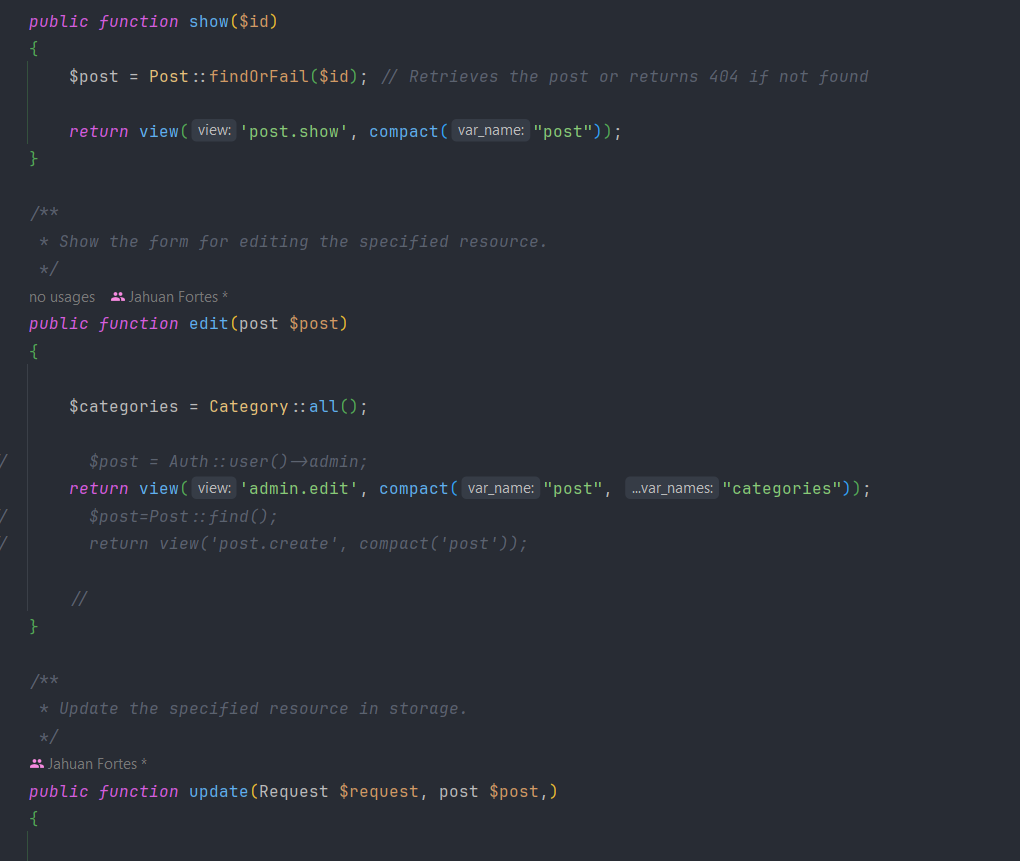 public function show($id)
{
$post = Post::findOrFail($id); // Retrieves the post or returns 404 if not found
return view( view: 'post.show', compact( var_name: "post"));
}
/**
* Show the form for editing the specified resource.
*/
no usages Jahuan Fortes *
public function edit(post $post)
{
$categories = Category::all();
// $post = Auth::user()->admin;
return view( view: 'admin.edit', compact( var_name: "post", ...var_names: "categories"));
// $post=Post::find();
// return view('post.create', compact('post'));
//
}
/**
* Update the specified resource in storage.
*/
Jahuan Fortes *
public function update(Request $request, post $post,)
{